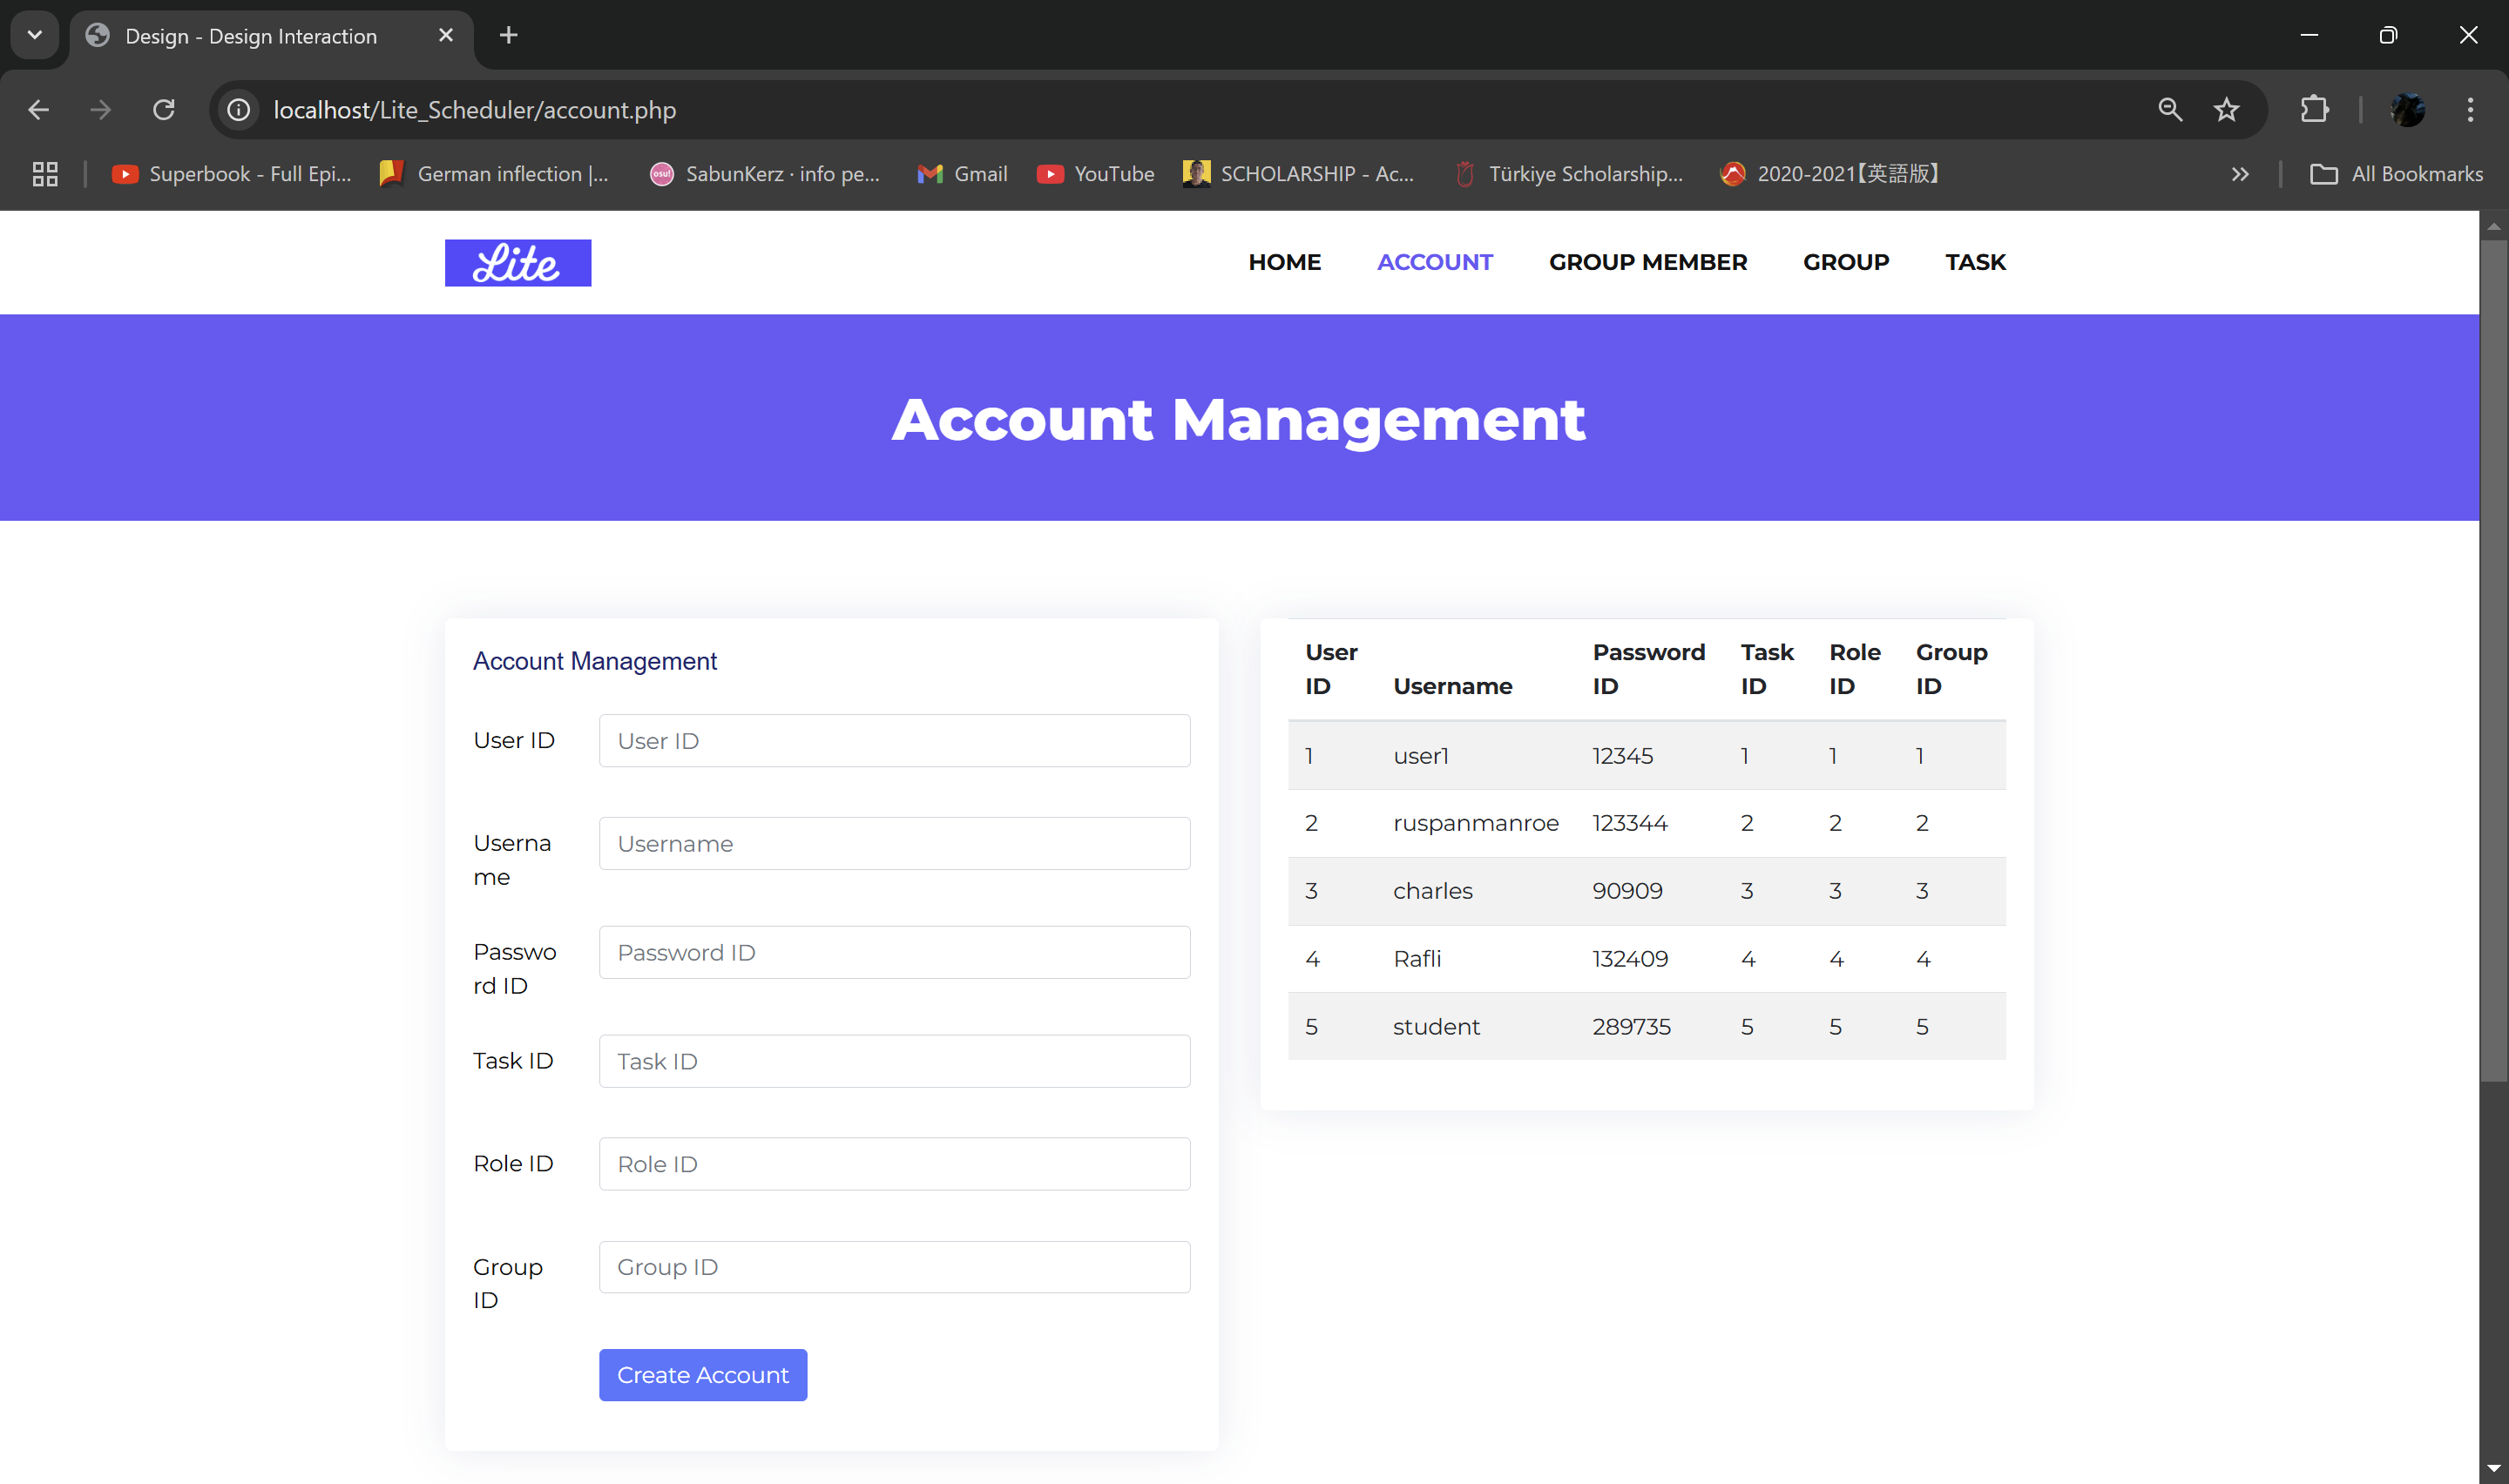 Design - Design Interaction
localhost/Lite_Scheduler/account.php
Superbook - Full Epi... German inflection |... osu! SabunKerz · info pe... Gmail YouTube SCHOLARSHIP - Ac... Türkiye Scholarship... 2020-2021【英語版】 All Bookmarks
Lite HOME ACCOUNT GROUP MEMBER GROUP TASK
Account Management
Account Management
User ID User ID
Userna
me
Username
Passwo
rd ID
Password ID
Task ID Task ID
Role ID Role ID
Group
ID
Group ID
Create Account
User
ID
Username
Password
ID
Task
ID
Role
ID
Group
ID
1 user1 12345 1 1 1
2 ruspanmanroe 123344 2 2 2
3 charles 90909 3 3 3
4 Rafli 132409 4 4 4
5 student 289735 5 5 5